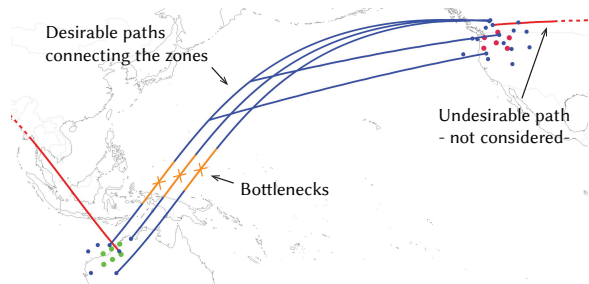 Desirable paths
connecting the zones
Undesirable path
- not considered-
Bottlenecks